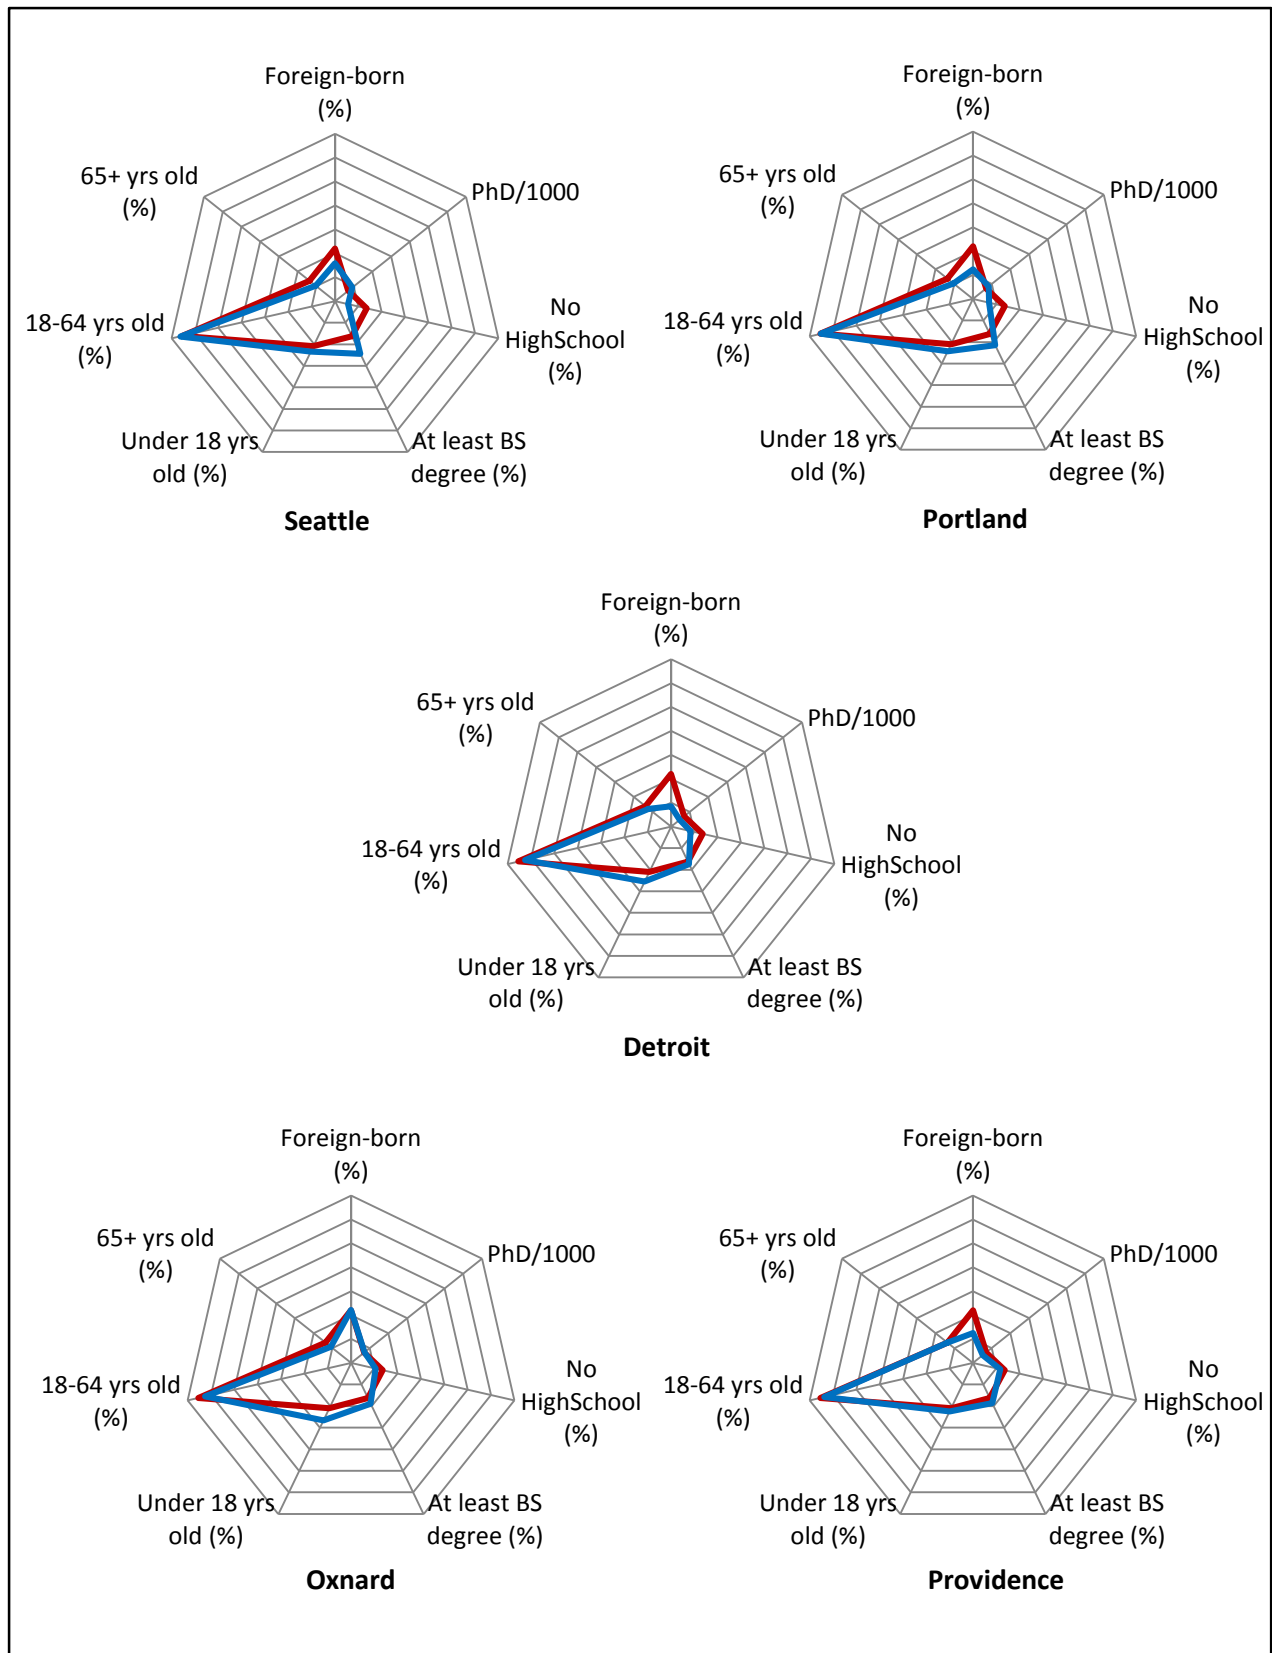 Foreign-born
(%)
PhD/1000
No
HighSchool
(%)
At least BS
degree (%)
Under 18 yrs
old (%)
18-64 yrs old
(%)
65+ yrs old
(%)
Seattle
Foreign-born
(%)
PhD/1000
No
HighSchool
(%)
At least BS
degree (%)
Under 18 yrs
old (%)
18-64 yrs old
(%)
65+ yrs old
(%)
Portland
Foreign-born
(%)
PhD/1000
No
HighSchool
(%)
At least BS
degree (%)
Under 18 yrs
old (%)
18-64 yrs old
(%)
65+ yrs old
(%)
Detroit
Foreign-born
(%)
PhD/1000
No
HighSchool
(%)
At least BS
degree (%)
Under 18 yrs
old (%)
18-64 yrs old
(%)
65+ yrs old
(%)
Oxnard
Foreign-born
(%)
PhD/1000
No
HighSchool
(%)
At least BS
degree (%)
Under 18 yrs
old (%)
18-64 yrs old
(%)
65+ yrs old
(%)
Providence